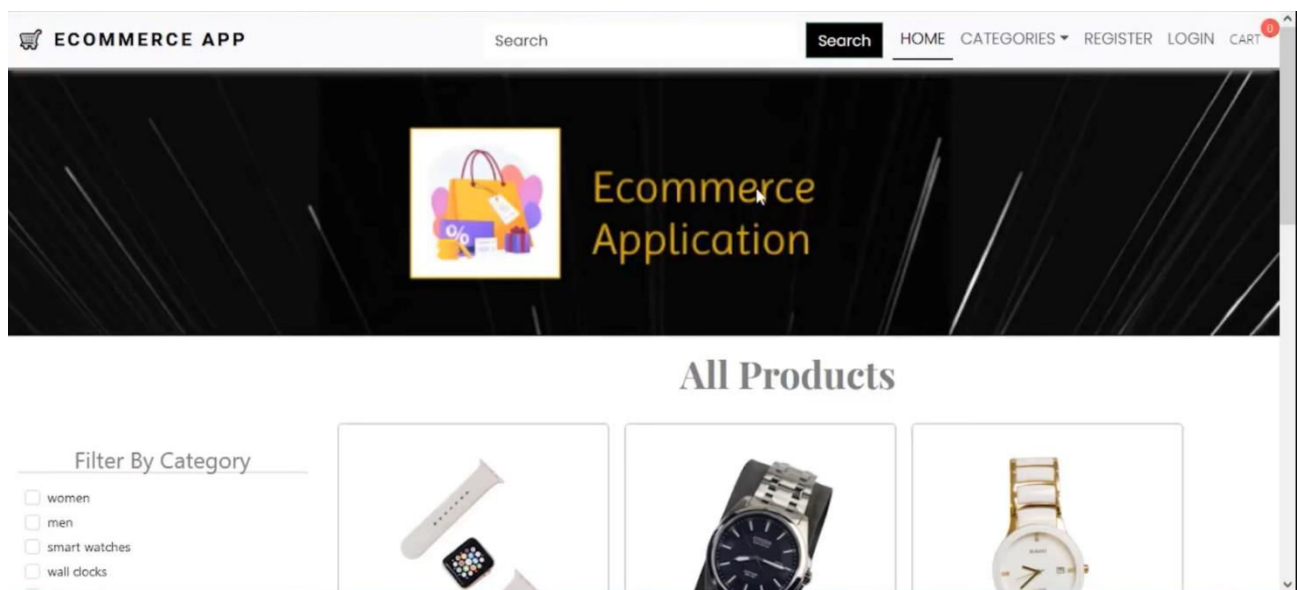 ECOMMERCE APP
Search
Search
HOME
CATEGORIES
REGISTER
LOGIN
CART
0
%
Ecommerce
Application
All Products
Filter By Category
women
men
smart watches
wall clocks